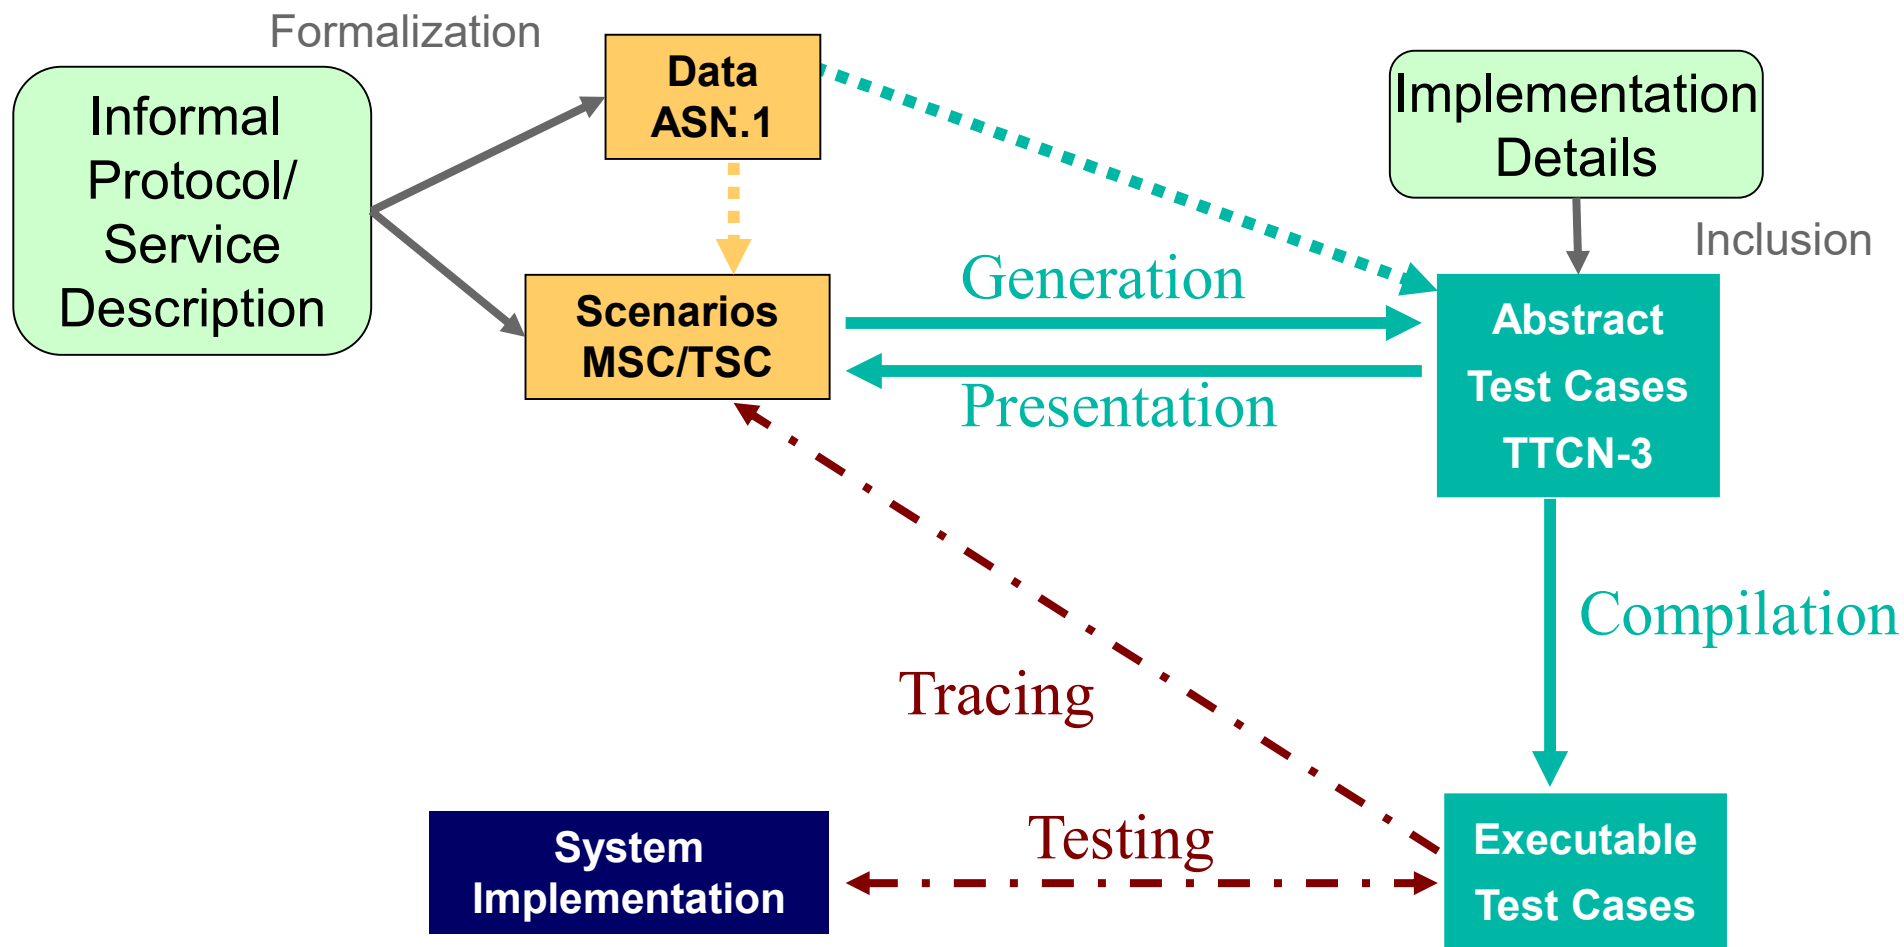 Formalization
Informal
Protocol/
Service
Description
Data
ASN.1
Implementation
Details
Inclusion
Scenarios
MSC/TSC
Generation
Presentation
Abstract
Test Cases
TTCN-3
Compilation
Tracing
Testing
System
Implementation
Executable
Test Cases